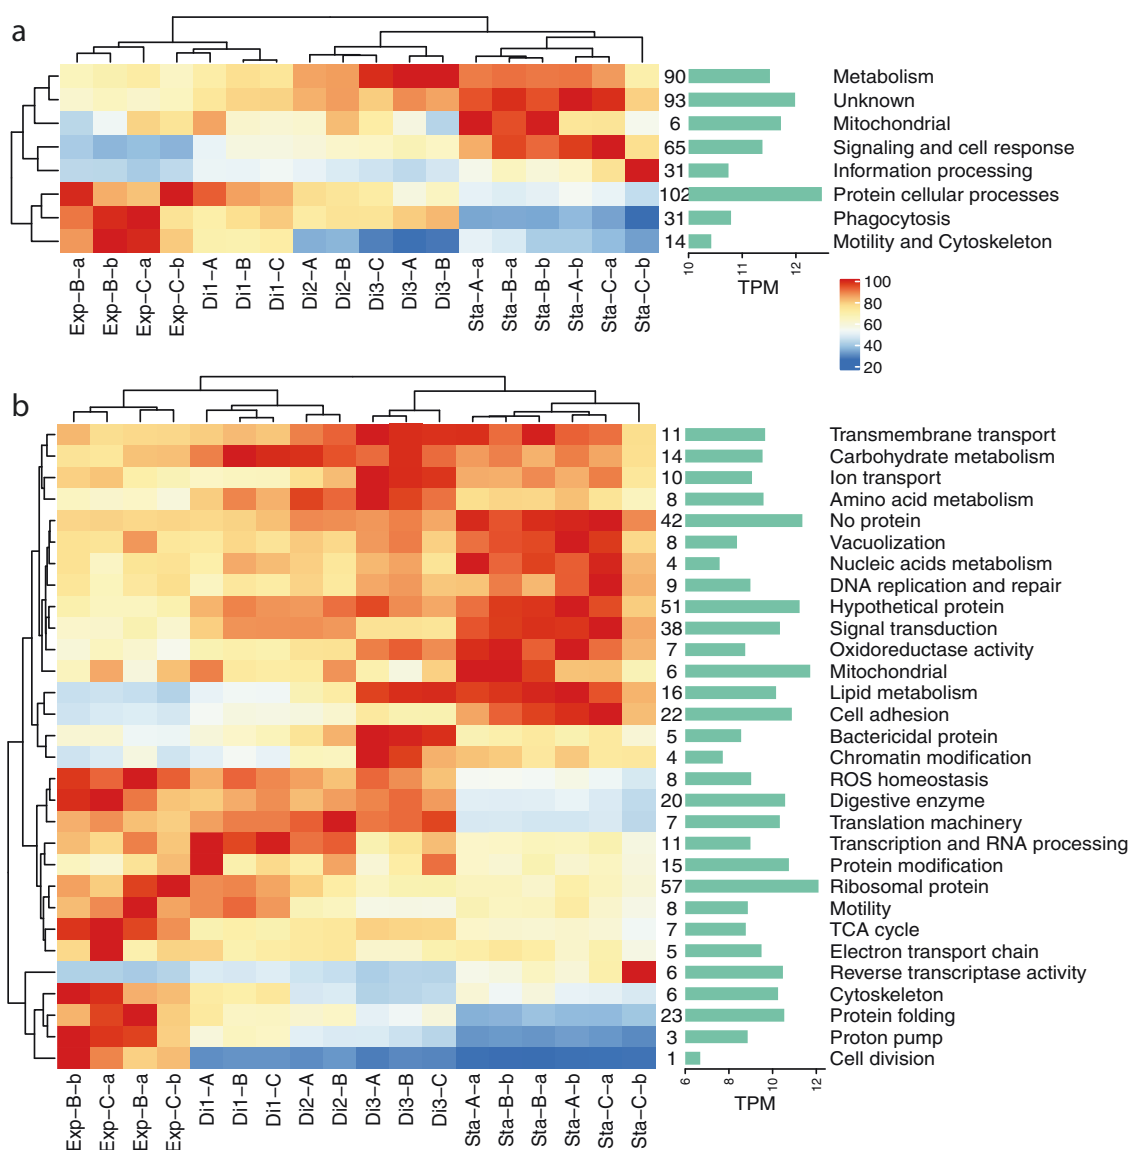 a
90 Metabolism
93 Unknown
6 Mitochondrial
65 Signaling and cell response
31 Information processing
102 Protein cellular processes
31 Phagocytosis
14 Motility and Cytoskeleton
Exp-B-a Exp-B-b Exp-C-a Exp-C-b Di1-A Di1-B Di1-C Di2-A Di2-B Di3-C Di3-A Di3-B Sta-A-a Sta-B-a Sta-B-b Sta-A-b Sta-C-a Sta-C-b
10 11 12
TPM
100
80
60
40
20
b
11 Transmembrane transport
14 Carbohydrate metabolism
10 Ion transport
8 Amino acid metabolism
42 No protein
8 Vacuolization
4 Nucleic acids metabolism
9 DNA replication and repair
51 Hypothetical protein
38 Signal transduction
7 Oxidoreductase activity
6 Mitochondrial
16 Lipid metabolism
22 Cell adhesion
5 Bactericidal protein
4 Chromatin modification
8 ROS homeostasis
20 Digestive enzyme
7 Translation machinery
11 Transcription and RNA processing
15 Protein modification
57 Ribosomal protein
8 Motility
7 TCA cycle
5 Electron transport chain
6 Reverse transcriptase activity
6 Cytoskeleton
23 Protein folding
3 Proton pump
1 Cell division
Exp-B-b Exp-C-a Exp-B-a Exp-C-b Di1-A Di1-B Di1-C Di2-A Di2-B Di3-A Di3-B Di3-C Sta-A-a Sta-B-b Sta-B-a Sta-A-b Sta-C-a Sta-C-b
6 8 10 12
TPM